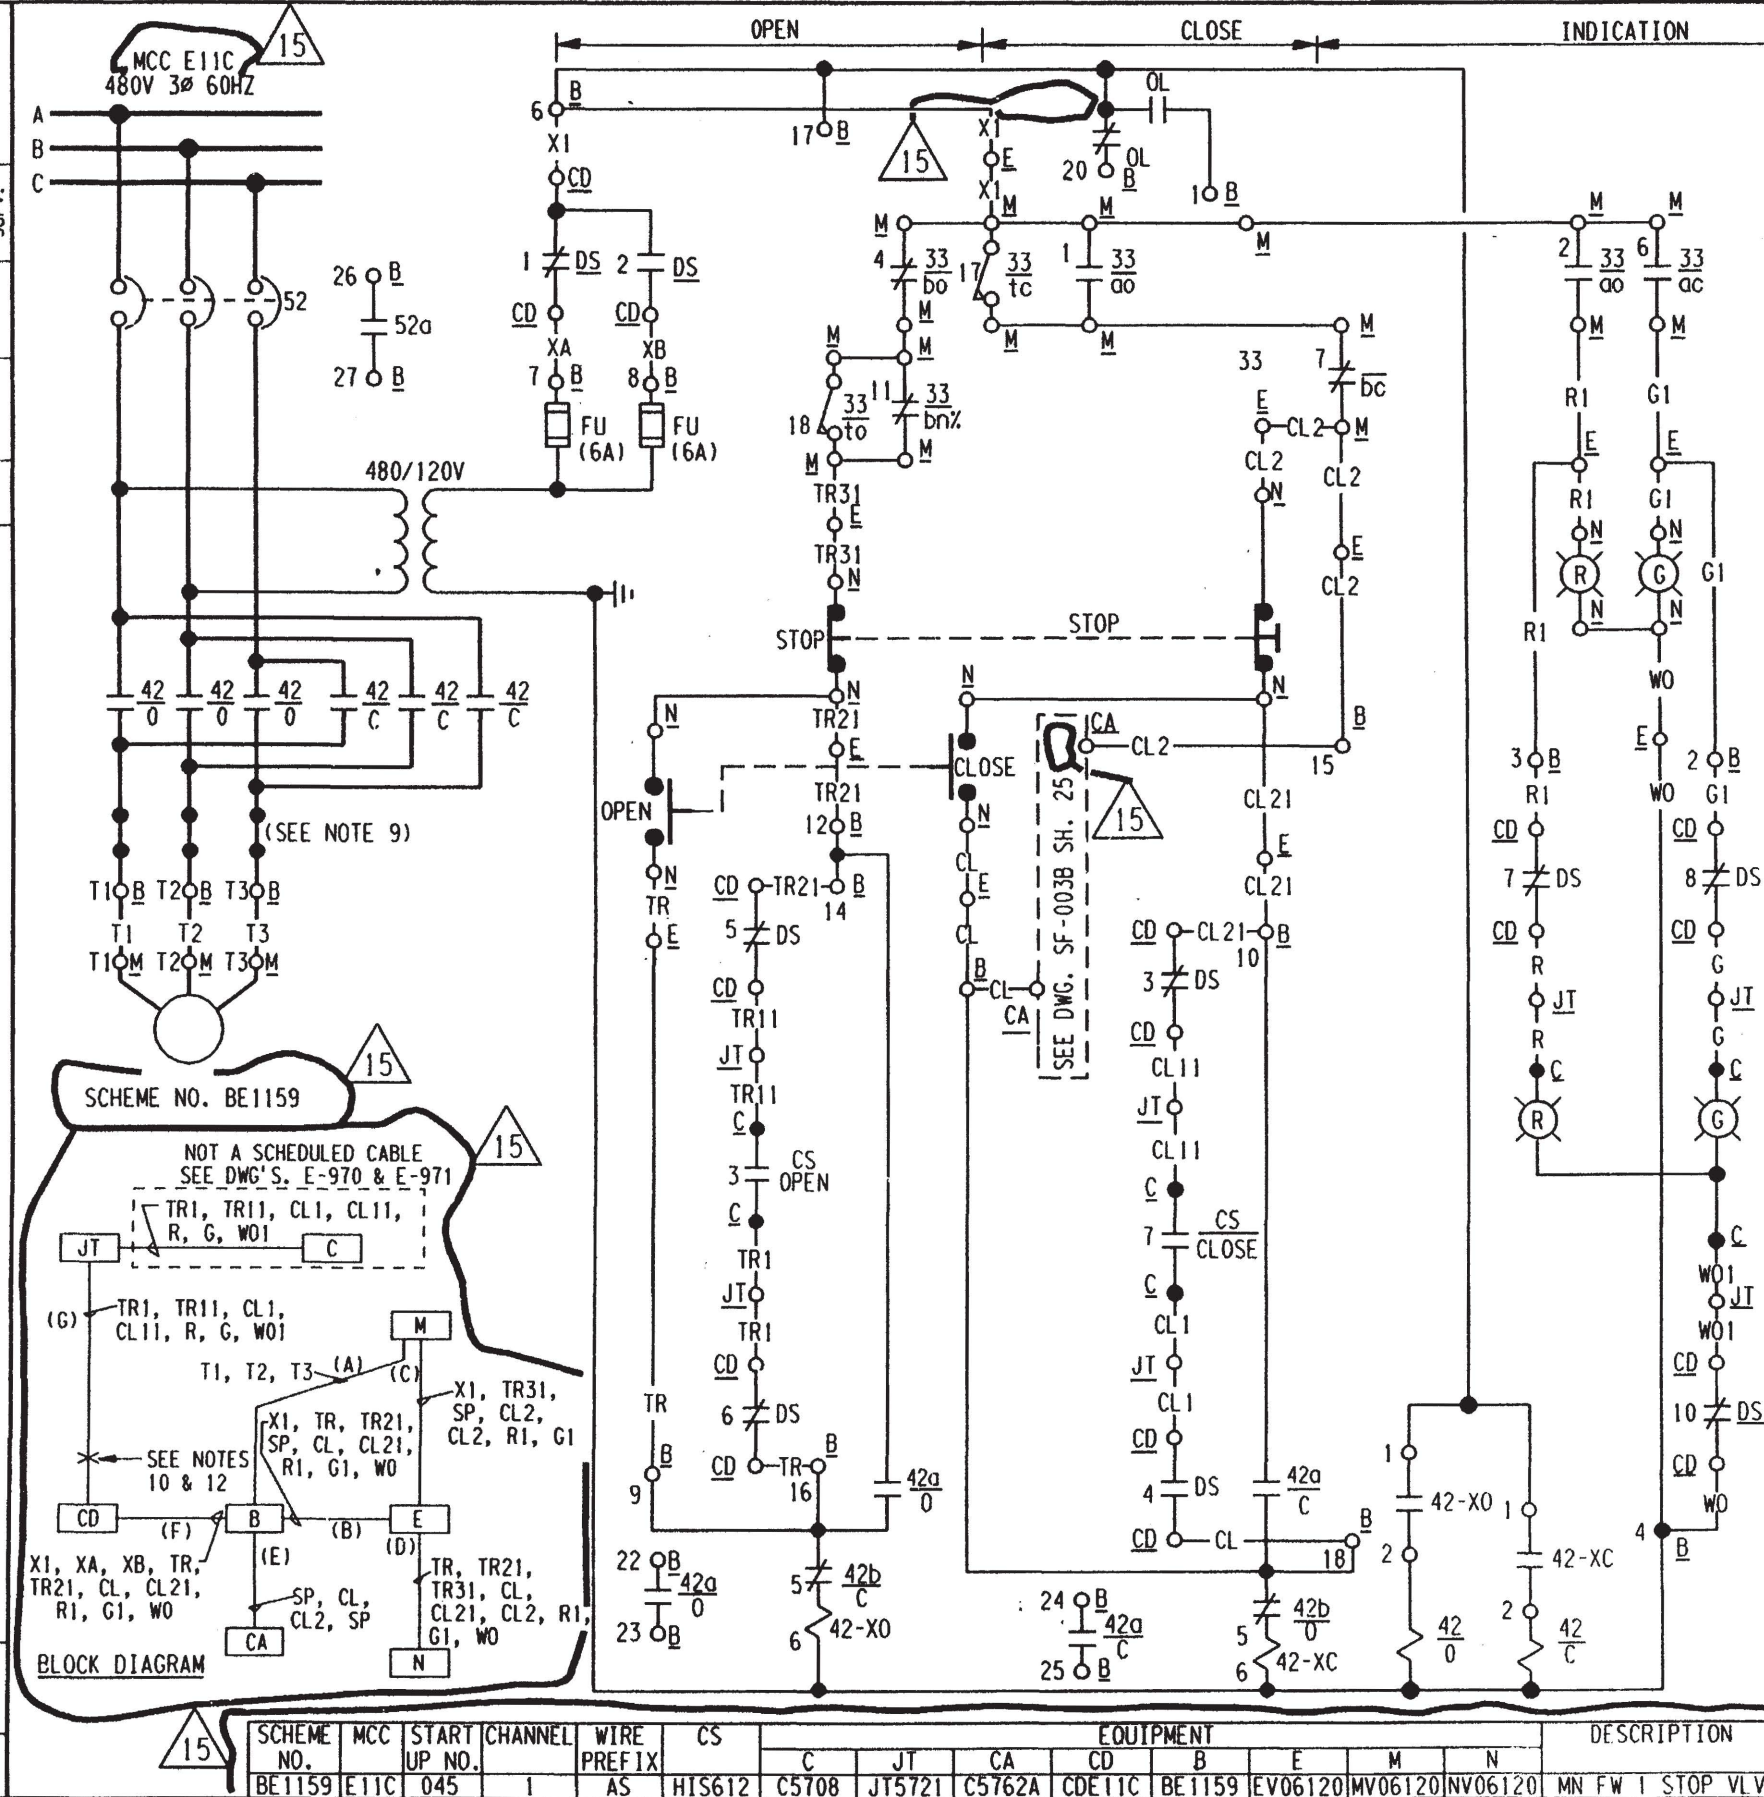 OPEN
CLOSE
INDICATION
MCC E11C
480V 3ø 60HZ
15
A
B
C
52
26 B
52a
27 B
6 B
X1
CD
1 DS
2 DS
CD
CD
XA
XB
7 B
8 B
FU
(6A)
FU
(6A)
480/120V
17 B
15
X1
E
X1
OL
20 OL
B
1 B
M
M
M
M
M
M
4 33
bo
17 33
tc
1 33
ao
2 33
ao
6 33
ac
M
M
M
M
M
M
M
M
18 33
to
11 33
bn%
M
M
33
7
bc
E
CL2
M
CL2
CL2
N
E
CL2
TR31
E
TR31
N
STOP
STOP
N
N
N
N
TR21
E
TR21
12 B
OPEN
CLOSE
N
TR
E
N
CL
E
CL
B
CL
CA
CA
CL2
B
15
15
SEE DWG. SF-003B SH. 25
CL21
E
CL21
CD
CL21
B
10
3 DS
CD
CL11
JT
CL11
C
7 CS
CLOSE
C
CL1
JT
CL1
CD
4 DS
CD
CL
B
18
42a
C
CD
TR21
B
14
5 DS
CD
TR11
JT
TR11
C
3 CS
OPEN
C
TR1
JT
TR1
CD
6 DS
CD
TR
B
16
42a
O
TR
B
9
22 B
42a
O
23 B
5 42b
C
6 42-XO
24 B
42a
C
25 B
42b
O
5
6 42-XC
1
42-XO
2
42
O
1
42-XC
2
42
C
R1
G1
E
E
R1
G1
N
N
R
G
N
N
R1
G1
WO
E
WO
3 B
R1
CD
7 DS
CD
R
JT
R
C
R
2 B
G1
CD
8 DS
CD
G
JT
G
C
G
C
WO1
JT
WO1
CD
10 DS
CD
WO
4
B
42
O
42
O
42
O
42
C
42
C
42
C
(SEE NOTE 9)
T1 B T2 B T3 B
T1 T2 T3
T1 M T2 M T3 M
15
SCHEME NO. BE1159
15
NOT A SCHEDULED CABLE
SEE DWG'S. E-970 & E-971
TR1, TR11, CL1, CL11,
R, G, WO1
JT
C
(G)
TR1, TR11, CL1,
CL11, R, G, WO1
M
T1, T2, T3
(A)
(C)
X1, TR31,
SP, CL2,
CL2, R1, G1
X1, TR, TR21,
SP, CL, CL21,
R1, G1, WO
SEE NOTES
10 & 12
CD
(F)
B
(B)
E
(E)
(D)
X1, XA, XB, TR,
TR21, CL, CL21,
R1, G1, WO
SP, CL,
CL2, SP
TR, TR21,
TR31, CL,
CL21, CL2, R1,
G1, WO
CA
N
BLOCK DIAGRAM
15
SCHEME NO. MCC START UP NO. CHANNEL WIRE PREFIX CS EQUIPMENT DESCRIPTION
C JT CA CD B E M N
BE1159 E11C 045 1 AS HIS612 C5708 JT5721 C5762A CDE11C BE1159 EV06120 MV06120 NV06120 MN FW 1 STOP VLV